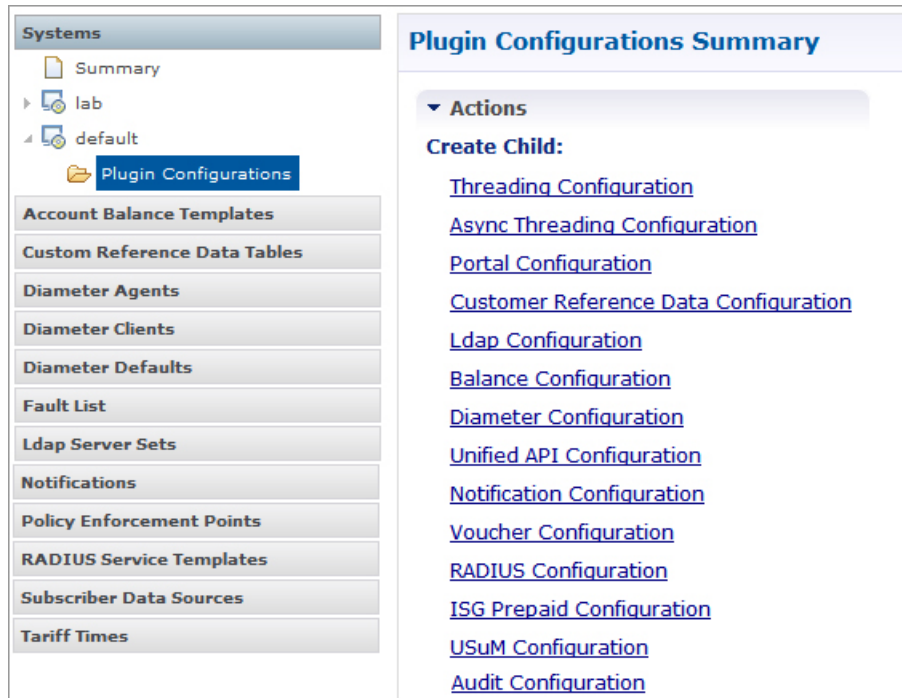 Systems
Summary
lab
default
Plugin Configurations
Account Balance Templates
Custom Reference Data Tables
Diameter Agents
Diameter Clients
Diameter Defaults
Fault List
Ldap Server Sets
Notifications
Policy Enforcement Points
RADIUS Service Templates
Subscriber Data Sources
Tariff Times
Plugin Configurations Summary
Actions
Create Child:
Threading Configuration
Async Threading Configuration
Portal Configuration
Customer Reference Data Configuration
Ldap Configuration
Balance Configuration
Diameter Configuration
Unified API Configuration
Notification Configuration
Voucher Configuration
RADIUS Configuration
ISG Prepaid Configuration
USuM Configuration
Audit Configuration